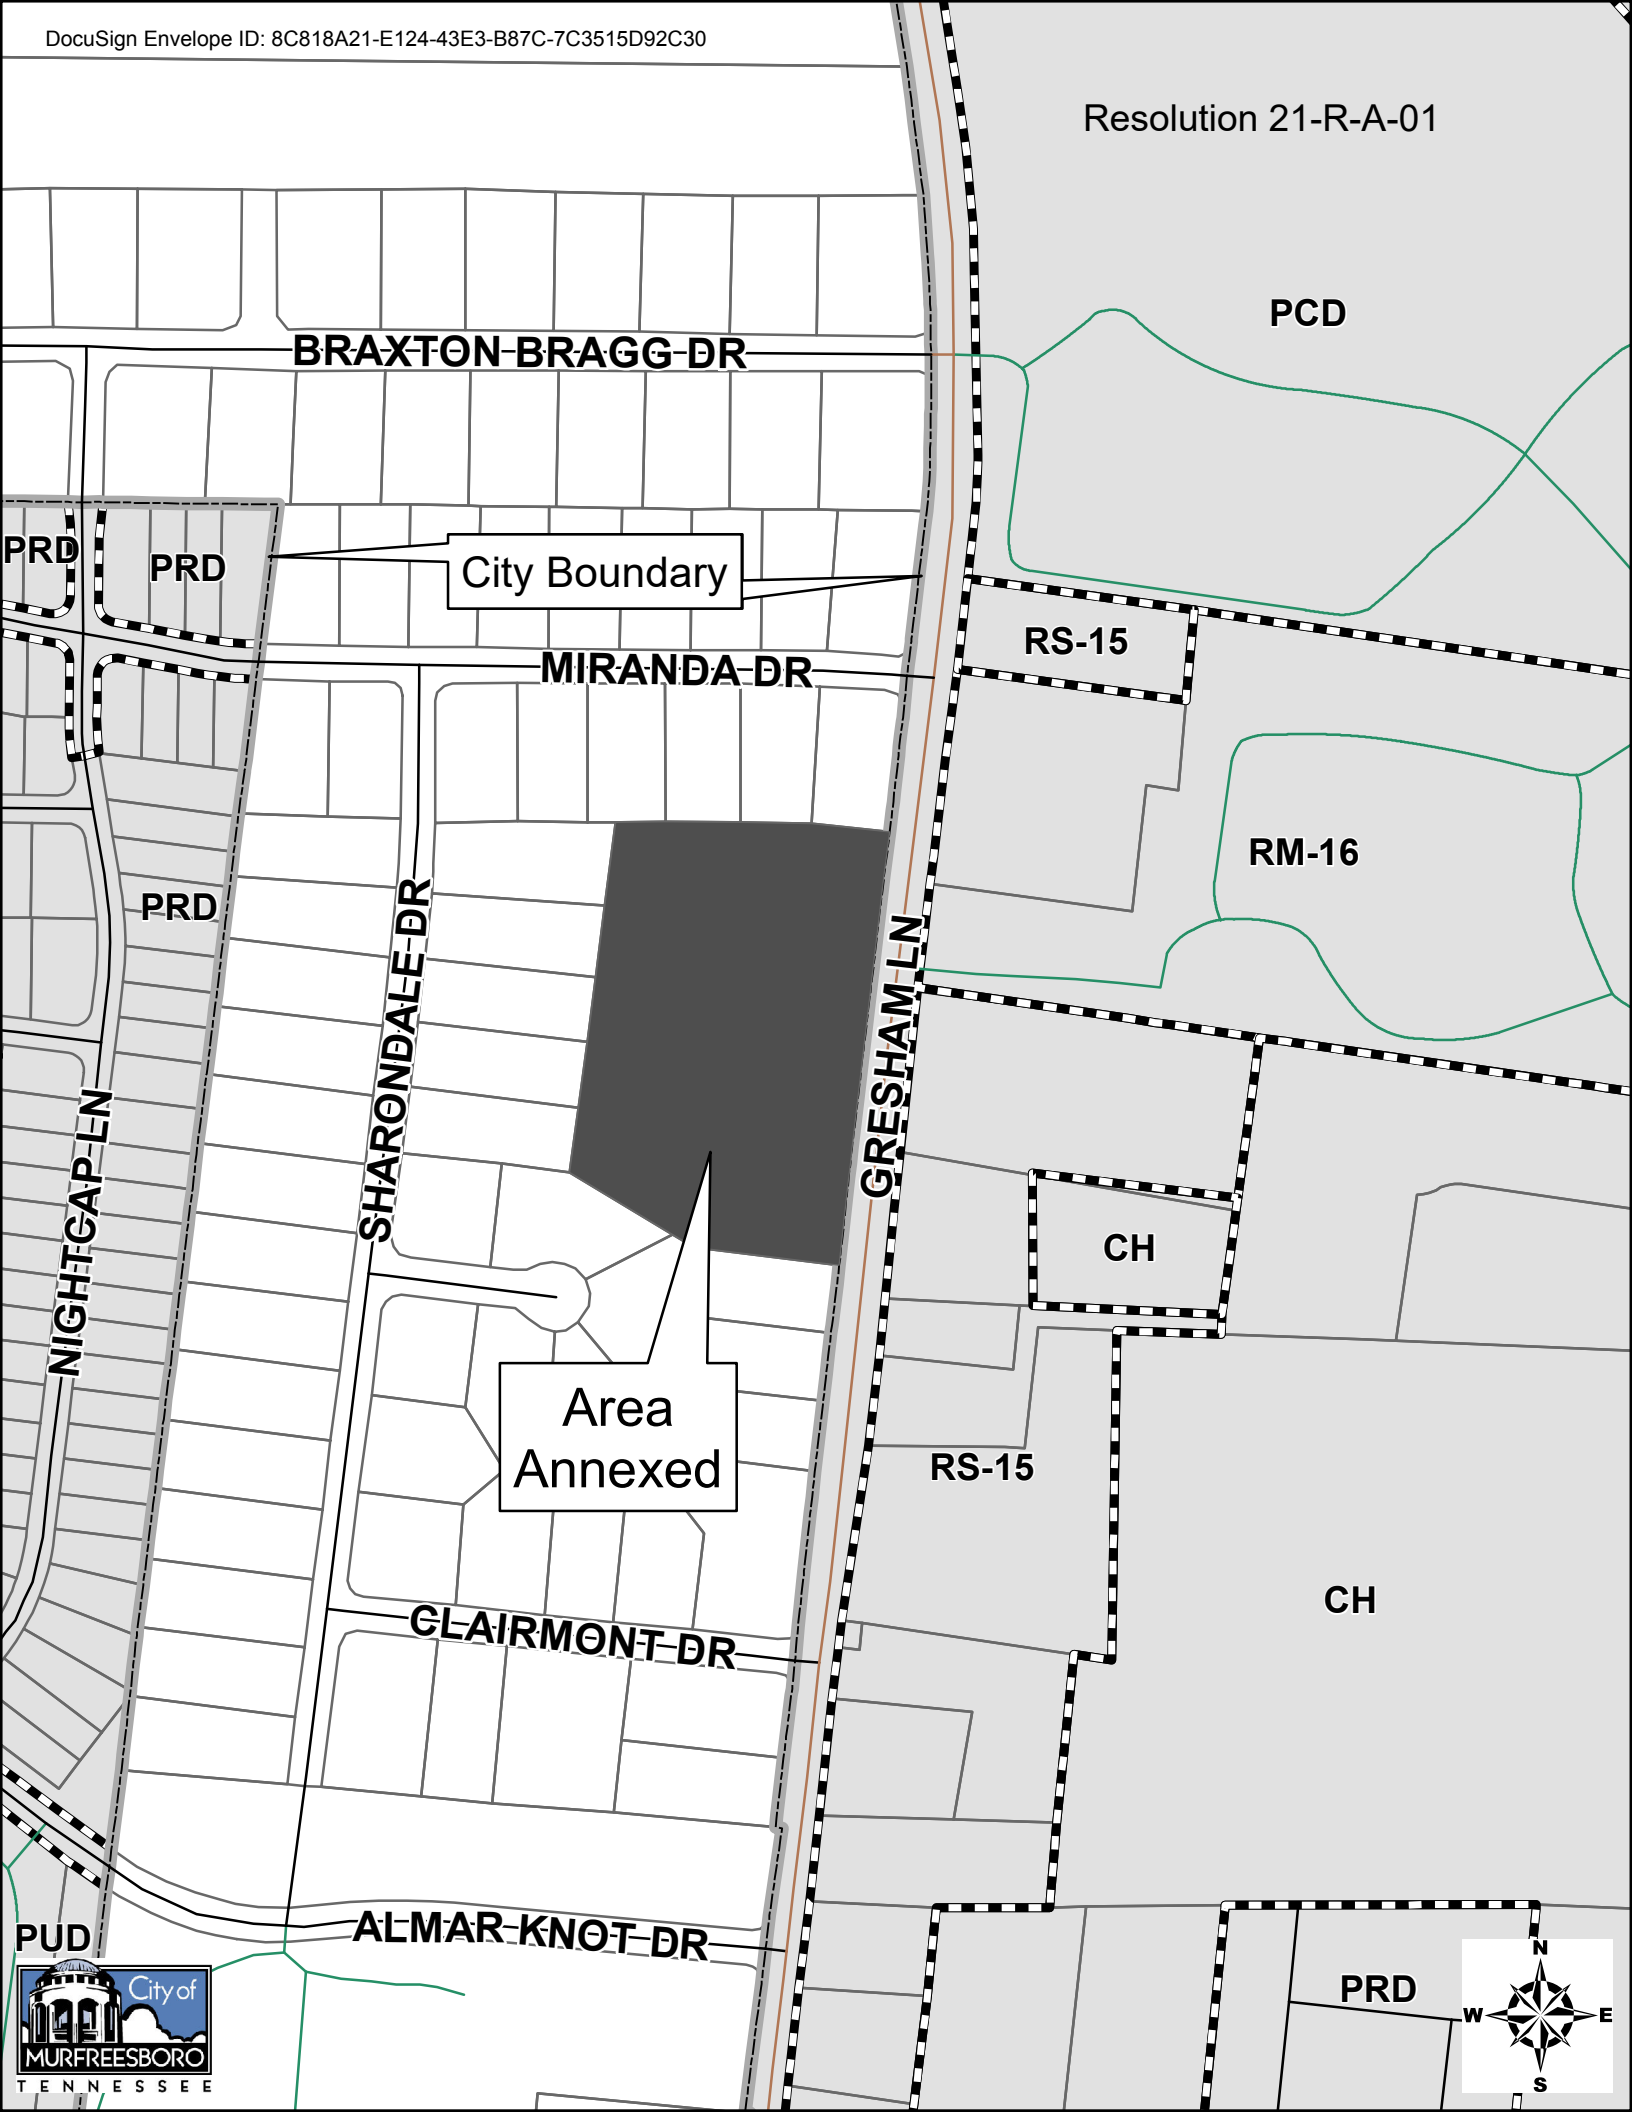 DocuSign Envelope ID: 8C818A21-E124-43E3-B87C-7C3515D92C30
Resolution 21-R-A-01
PCD
BRAXTON BRAGG DR
PRD
PRD
City Boundary
RS-15
MIRANDA DR
RM-16
PRD
SHARONDALE DR
GRESHAM LN
NIGHTCAP LN
CH
Area
Annexed
RS-15
CH
CLAIRMONT DR
ALMAR KNOT DR
PUD
PRD
City of
MURFREESBORO
TENNESSEE
N
W
E
S